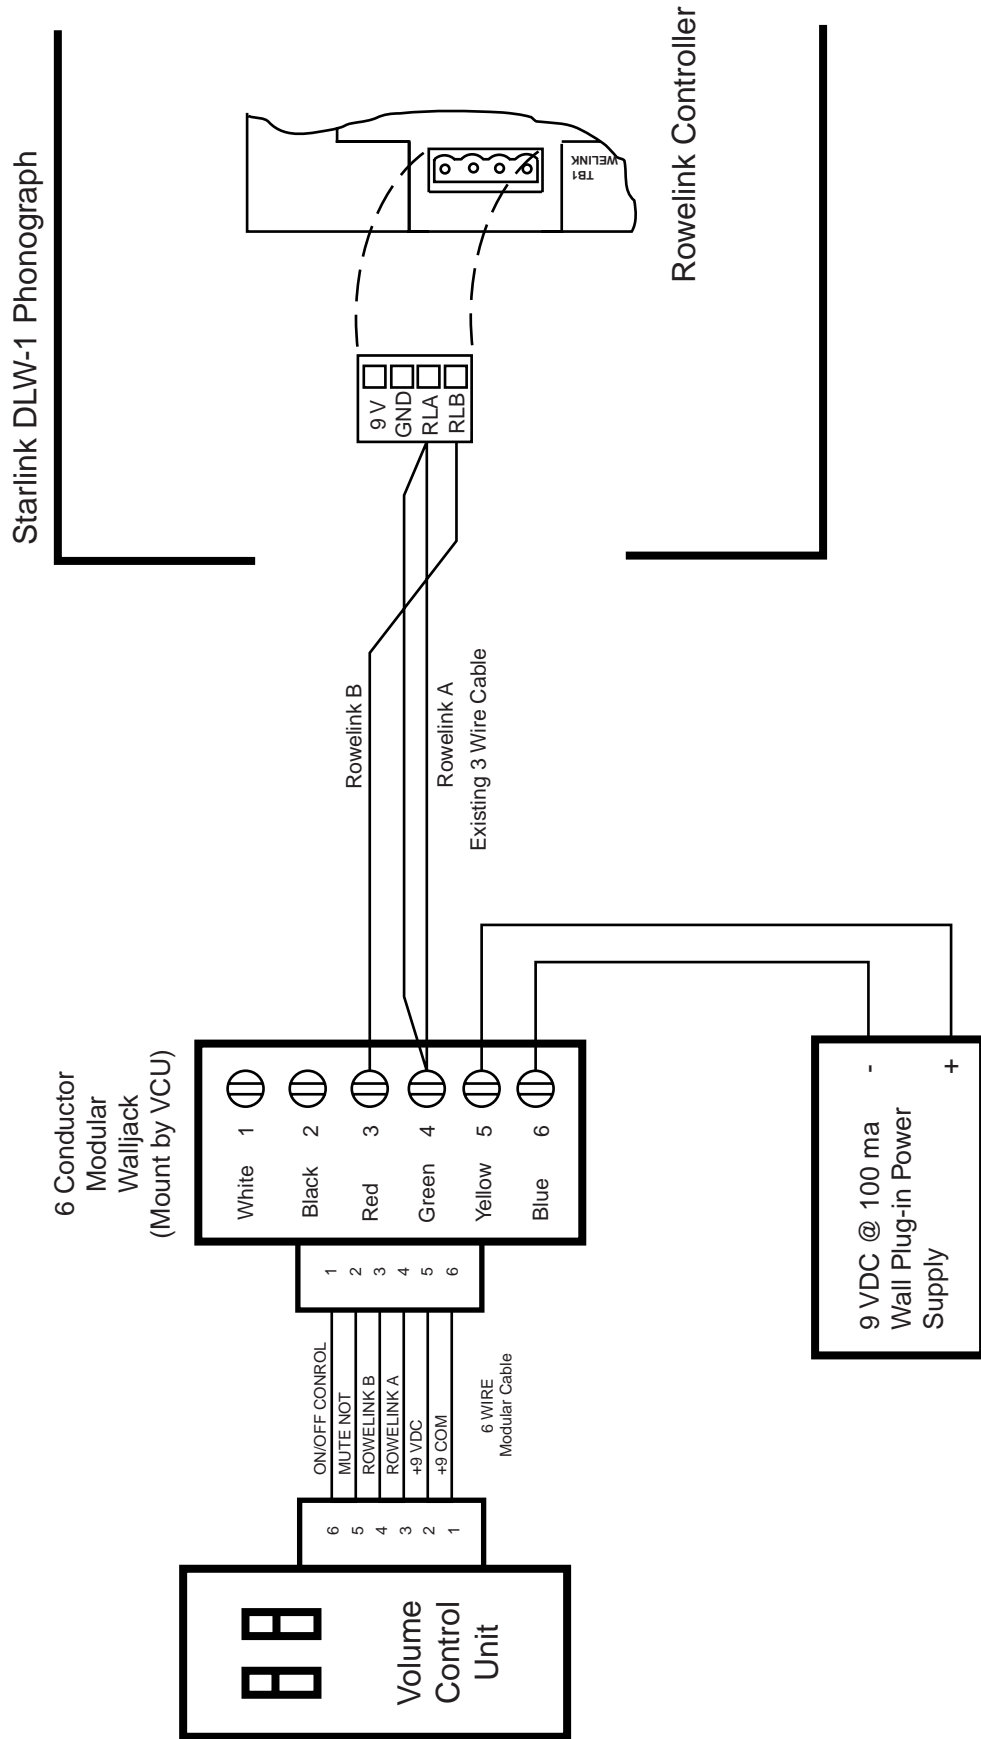 Starlink DLW-1 Phonograph
Rowelink Controller
TB1
WELINK
9 V
GND
RLA
RLB
Rowelink B
Rowelink A
Existing 3 Wire Cable
6 Conductor
Modular
Walljack
(Mount by VCU)
White 1
Black 2
Red 3
Green 4
Yellow 5
Blue 6
1
2
3
4
5
6
ON/OFF CONROL
MUTE NOT
ROWELINK B
ROWELINK A
+9 VDC
+9 COM
6 WIRE
Modular Cable
6
5
4
3
2
1
Volume
Control
Unit
9 VDC @ 100 ma
Wall Plug-in Power
Supply
-
+